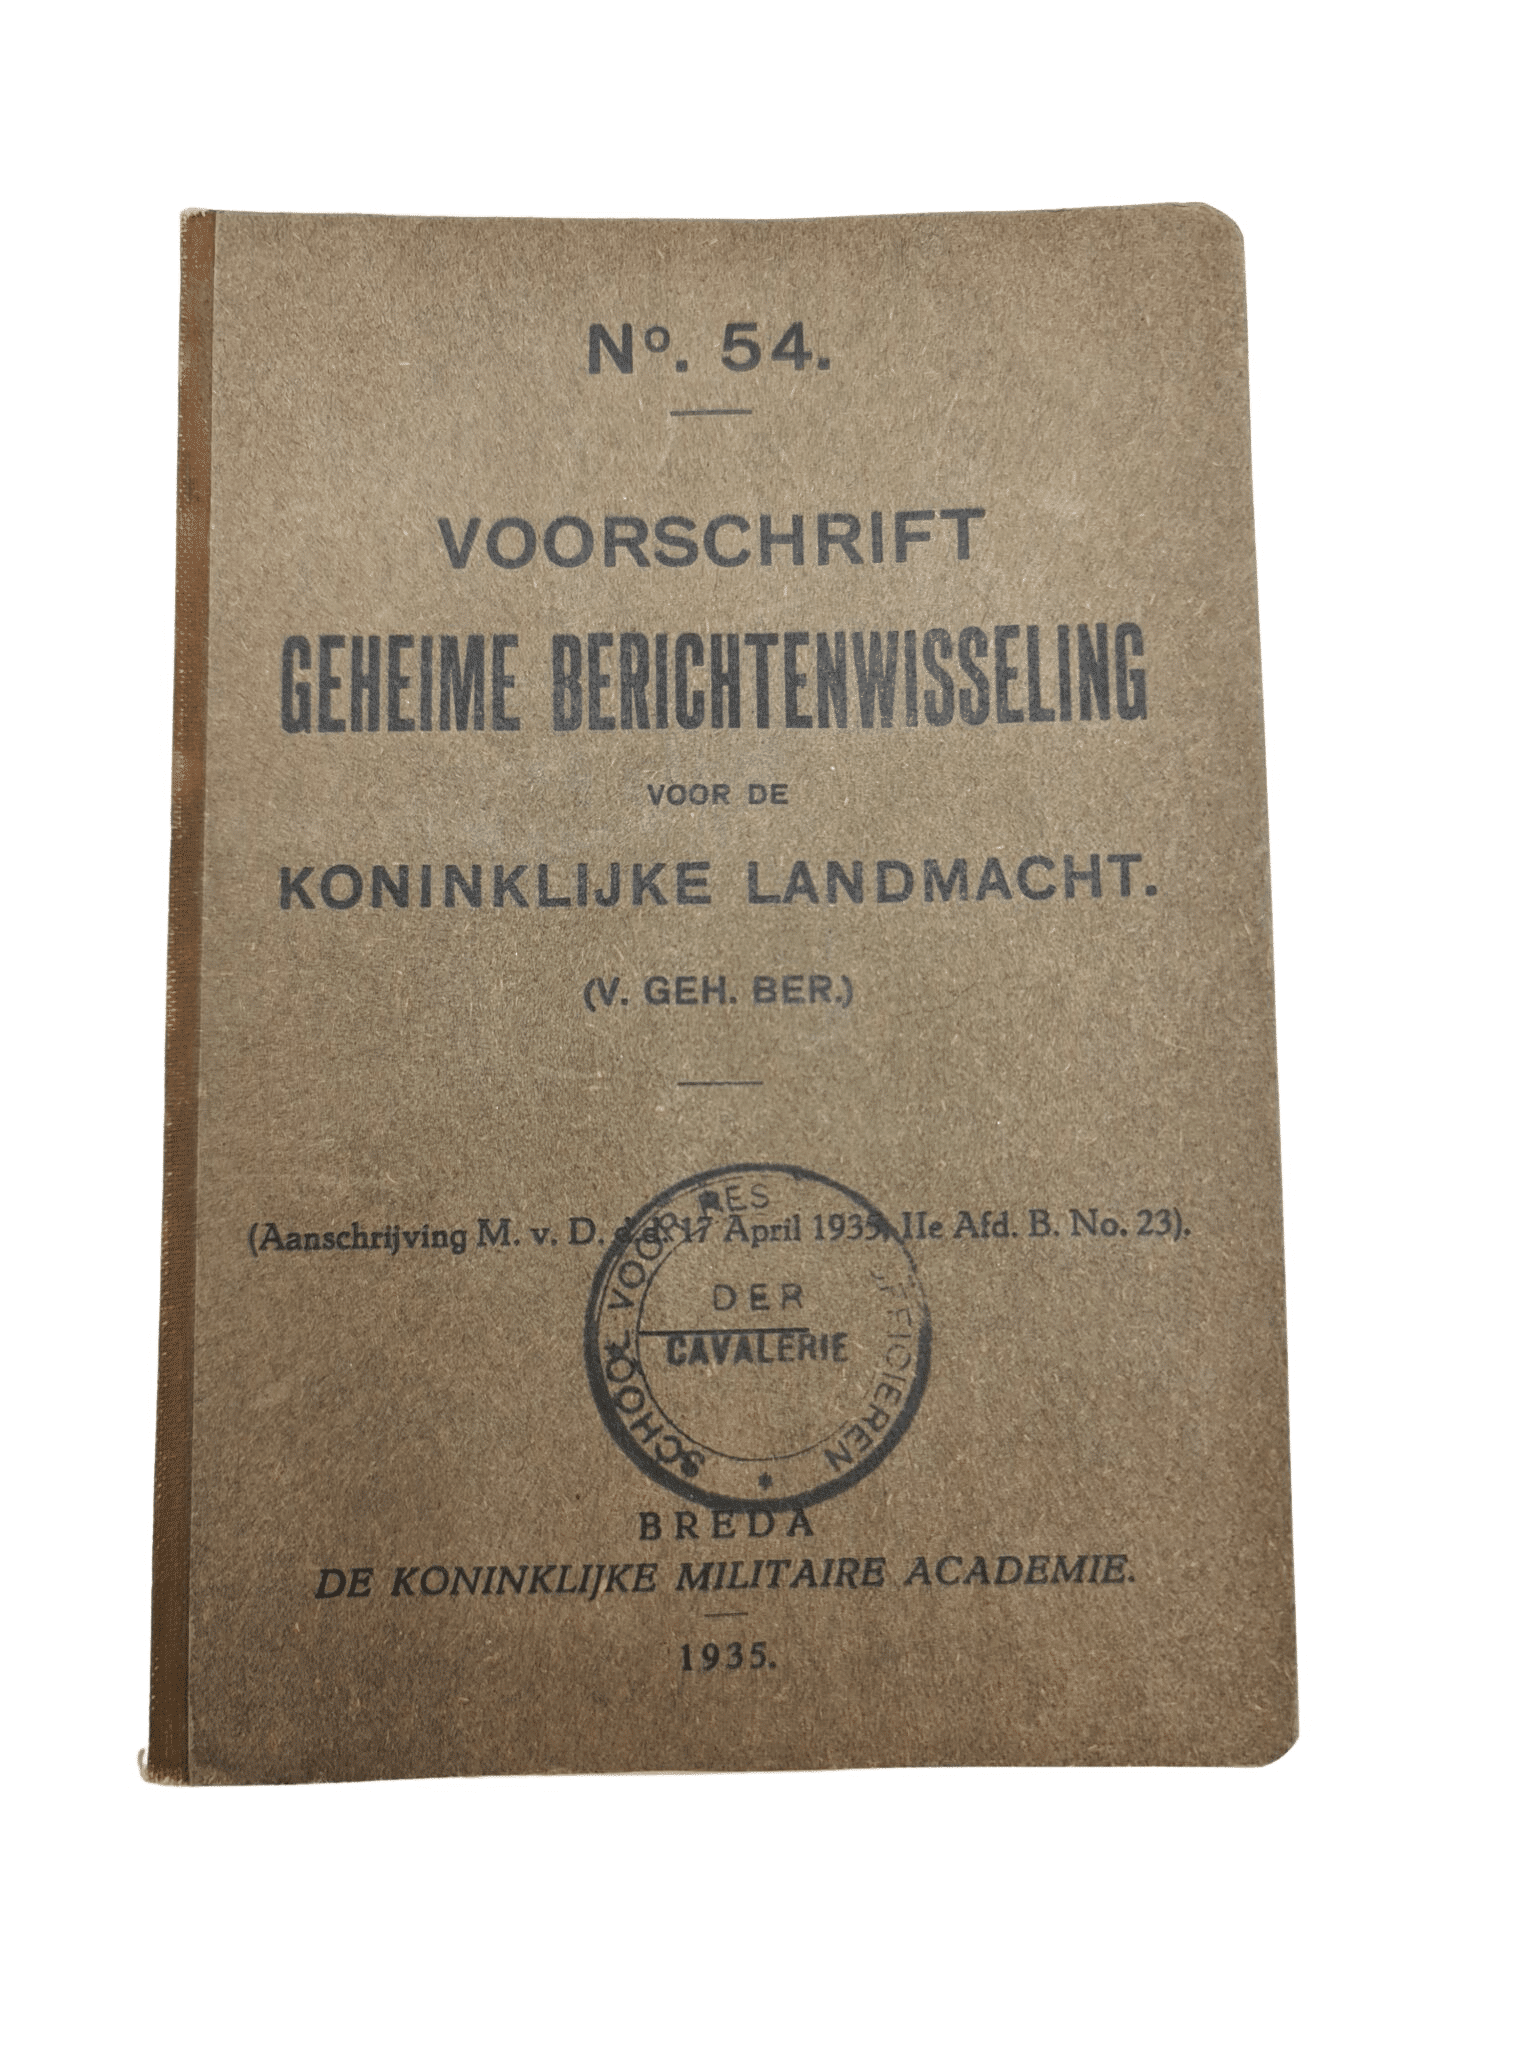 Nº. 54.
VOORSCHRIFT
GEHEIME BERICHTENWISSELING
VOOR DE
KONINKLIJKE LANDMACHT.
(V. GEH. BER.)
(Aanschrijving M. v. D. d.d. 17 April 1935, IIe Afd. B. No. 23).
SCHOOL VOOR RES OFFICIEREN *
DER
CAVALERIE
BREDA
DE KONINKLIJKE MILITAIRE ACADEMIE.
1935.